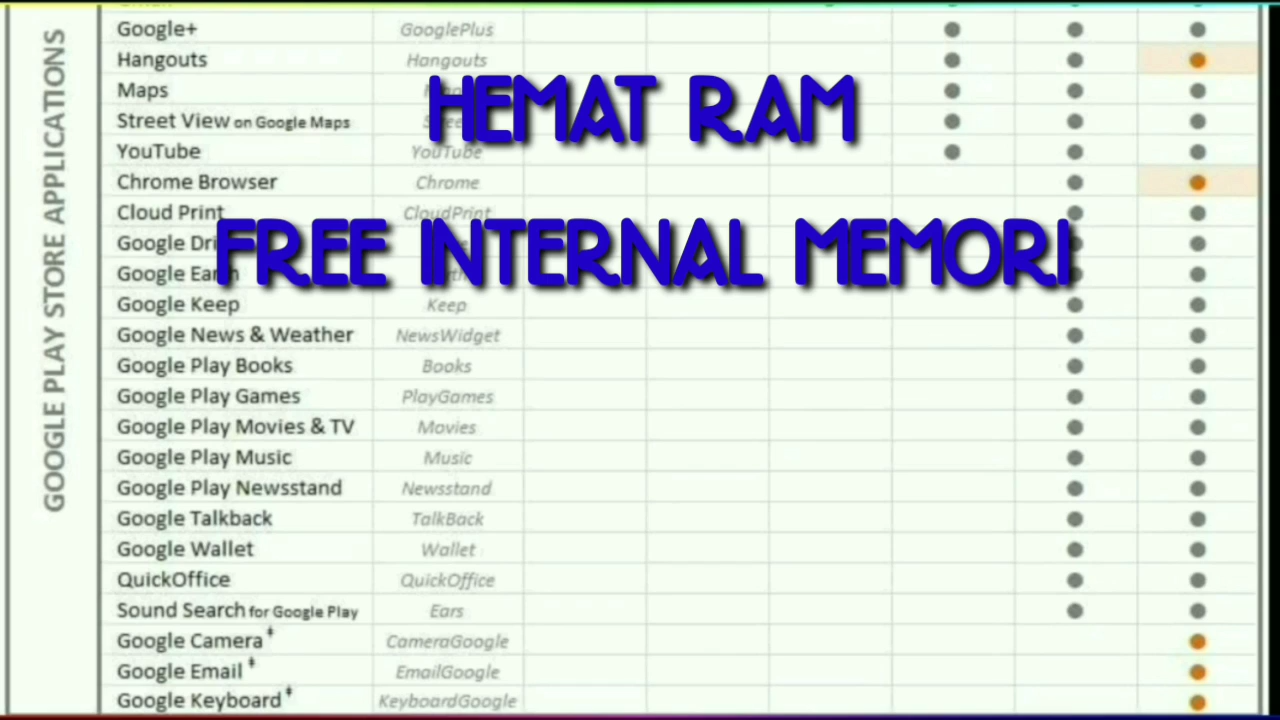 GOOGLE PLAY STORE APPLICATIONS
Google+ GooglePlus
Hangouts Hangouts
HEMAT RAM
Maps
Street View on Google Maps
YouTube YouTube
Chrome Browser Chrome
Cloud Print CloudPrint
FREE INTERNAL MEMORI
Google
Google Earth
Google Keep Keep
Google News & Weather NewsWidget
Google Play Books Books
Google Play Games PlayGames
Google Play Movies & TV Movies
Google Play Music Music
Google Play Newsstand Newsstand
Google Talkback TalkBack
Google Wallet Wallet
QuickOffice QuickOffice
Sound Search for Google Play Ears
Google Camera‡ CameraGoogle
Google Email‡ EmailGoogle
Google Keyboard‡ KeyboardGoogle